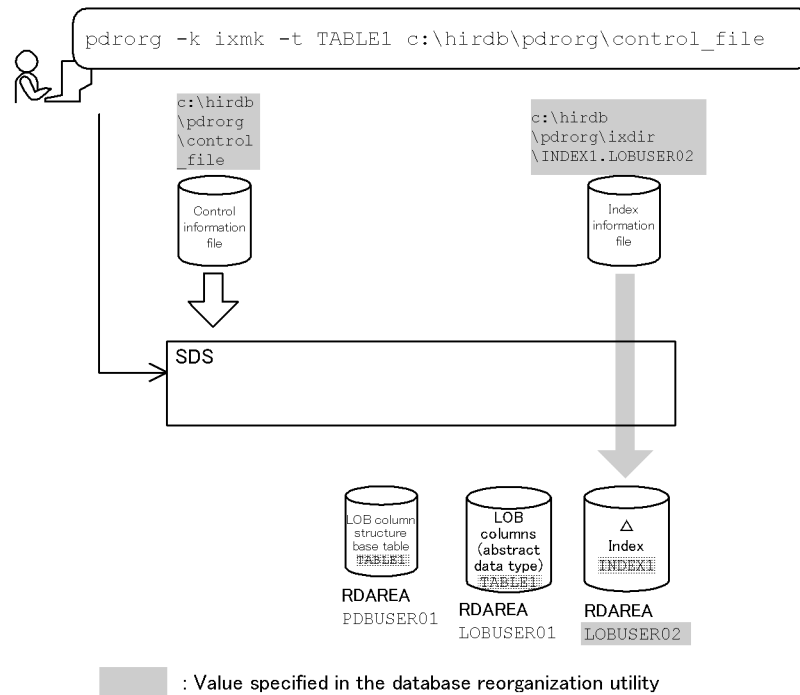 pdrorg -k ixmk -t TABLE1 c:\hirdb\pdrorg\control_file
c:\hirdb
\pdrorg
\control
_file
c:\hirdb
\pdrorg\ixdir
\INDEX1.LOBUSER02
Control
information
file
Index
information
file
SDS
LOB column
structure
base table
TABLE1
LOB
columns
(abstract
data type)
TABLE1
Index
INDEX1
RDAREA
PDBUSER01
RDAREA
LOBUSER01
RDAREA
LOBUSER02
: Value specified in the database reorganization utility